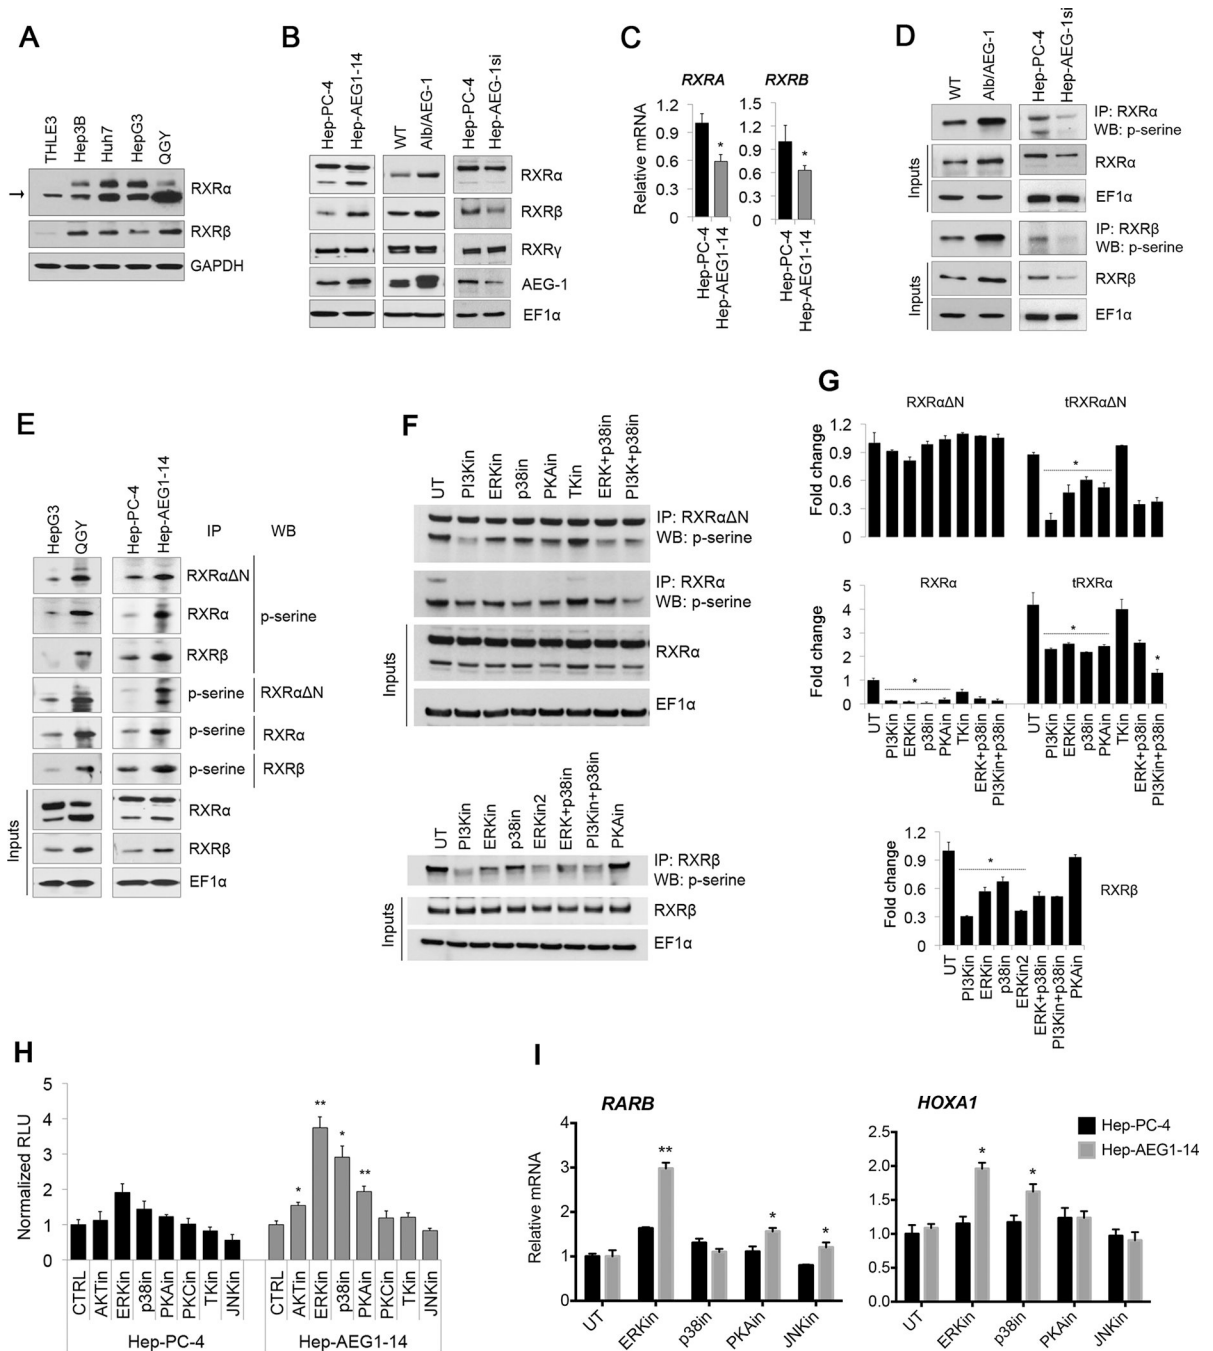 A
THLE3
Hep3B
Huh7
HepG3
QGY
RXRα
RXRβ
GAPDH
B
Hep-PC-4
Hep-AEG1-14
WT
Alb/AEG-1
Hep-PC-4
Hep-AEG-1si
RXRα
RXRβ
RXRγ
AEG-1
EF1α
C
RXRA
RXRB
Relative mRNA
1.2
0.9
0.6
0.3
0
*
1.5
1.2
0.9
0.6
0.3
0
*
Hep-PC-4
Hep-AEG1-14
Hep-PC-4
Hep-AEG1-14
D
WT
Alb/AEG-1
Hep-PC-4
Hep-AEG-1si
IP: RXRα
WB: p-serine
Inputs
RXRα
EF1α
IP: RXRβ
WB: p-serine
Inputs
RXRβ
EF1α
E
HepG3
QGY
Hep-PC-4
Hep-AEG1-14
IP
WB
RXRαΔN
RXRα
p-serine
RXRβ
p-serine
RXRαΔN
p-serine
RXRα
p-serine
RXRβ
Inputs
RXRα
RXRβ
EF1α
F
UT
PI3Kin
ERKin
p38in
PKAin
TKin
ERK+p38in
PI3K+p38in
IP: RXRαΔN
WB: p-serine
IP: RXRα
WB: p-serine
Inputs
RXRα
EF1α
UT
PI3Kin
ERKin
p38in
ERKin2
ERK+p38in
PI3Kin+p38in
PKAin
IP: RXRβ
WB: p-serine
Inputs
RXRβ
EF1α
G
RXRαΔN
tRXRαΔN
Fold change
1.2
0.9
0.6
0.3
0
*
RXRα
tRXRα
Fold change
5
4
3
2
1
0
*
*
*
UT
PI3Kin
ERKin
p38in
PKAin
TKin
ERK+p38in
PI3Kin+p38in
UT
PI3Kin
ERKin
p38in
PKAin
TKin
ERK+p38in
PI3Kin+p38in
Fold change
1.2
0.9
0.6
0.3
0
*
RXRβ
UT
PI3Kin
ERKin
p38in
ERKin2
ERK+p38in
PI3Kin+p38in
PKAin
H
Normalized RLU
5
4
3
2
1
0
*
**
*
**
CTRL
AKTin
ERKin
p38in
PKAin
PKCin
TKin
JNKin
CTRL
AKTin
ERKin
p38in
PKAin
PKCin
TKin
JNKin
Hep-PC-4
Hep-AEG1-14
I
RARB
Relative mRNA
4
3
2
1
0
**
*
*
UT
ERKin
p38in
PKAin
JNKin
HOXA1
Hep-PC-4
Hep-AEG1-14
2.5
2.0
1.5
1.0
0.5
0.0
*
*
UT
ERKin
p38in
PKAin
JNKin